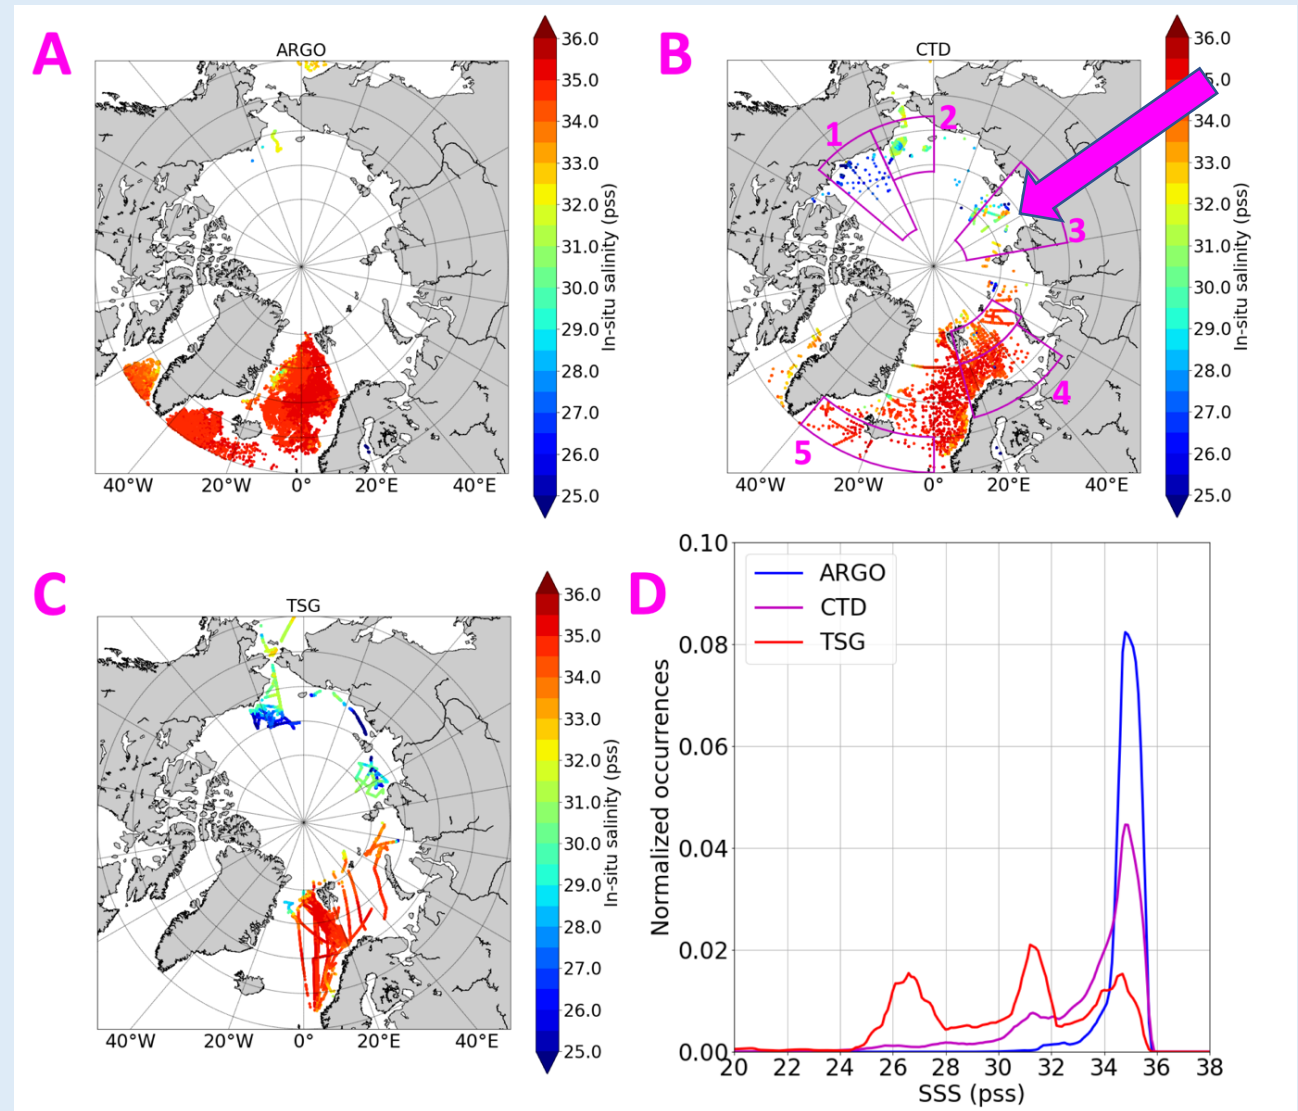 A
ARGO
36.0
35.0
34.0
33.0
32.0
31.0
30.0
29.0
28.0
27.0
26.0
25.0
In-situ salinity (pss)
40°W
20°W
0°
20°E
40°E
B
CTD
1
2
3
4
5
36.0
5.0
34.0
33.0
32.0
31.0
30.0
29.0
28.0
27.0
26.0
25.0
In-situ salinity (pss)
40°W
20°W
0°
20°E
40°E
C
TSG
36.0
35.0
34.0
33.0
32.0
31.0
30.0
29.0
28.0
27.0
26.0
25.0
In-situ salinity (pss)
40°W
20°W
0°
20°E
40°E
D
ARGO
CTD
TSG
0.10
0.08
0.06
0.04
0.02
0.00
Normalized occurrences
20
22
24
26
28
30
32
34
36
38
SSS (pss)